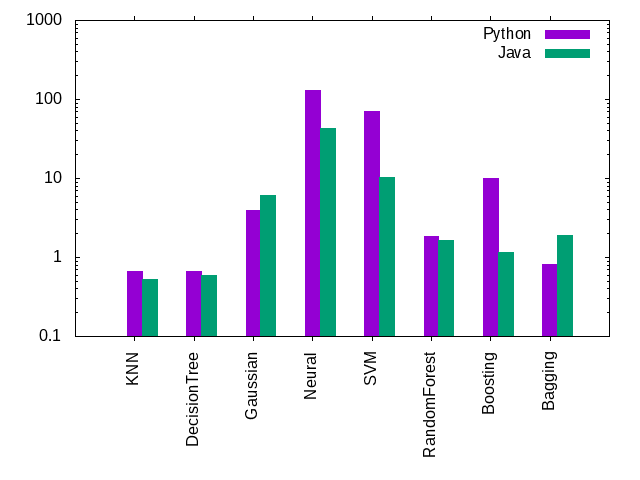 1000
100
10
1
0.1
Python
Java
KNN
DecisionTree
Gaussian
Neural
SVM
RandomForest
Boosting
Bagging